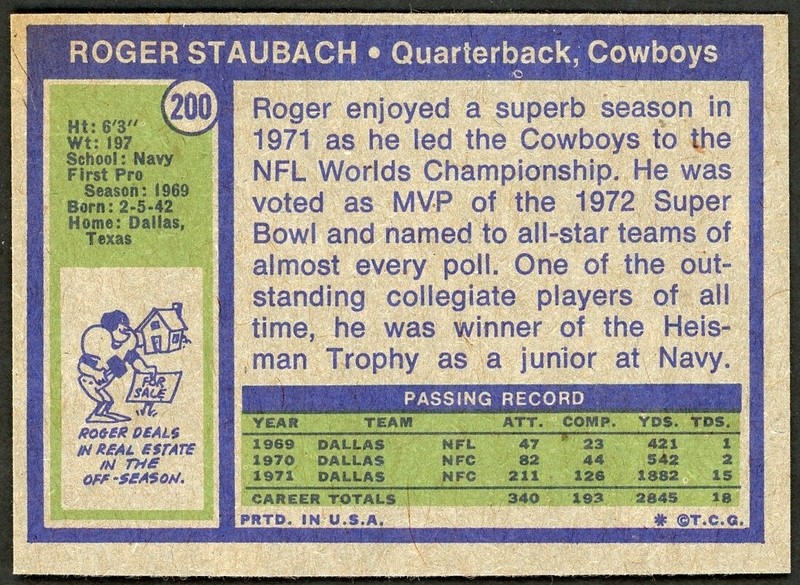 ROGER STAUBACH • Quarterback, Cowboys
200
Ht: 6'3"
Wt: 197
School: Navy
First Pro
Season: 1969
Born: 2-5-42
Home: Dallas,
Texas
FOR
SALE
ROGER DEALS
IN REAL ESTATE
IN THE
OFF-SEASON.
Roger enjoyed a superb season in
1971 as he led the Cowboys to the
NFL Worlds Championship. He was
voted as MVP of the 1972 Super
Bowl and named to all-star teams of
almost every poll. One of the out-
standing collegiate players of all
time, he was winner of the Heis-
man Trophy as a junior at Navy.
PASSING RECORD
YEAR TEAM ATT. COMP. YDS. TDS.
1969 DALLAS NFL 47 23 421 1
1970 DALLAS NFC 82 44 542 2
1971 DALLAS NFC 211 126 1882 15
CAREER TOTALS 340 193 2845 18
PRTD. IN U.S.A. * ©T.C.G.